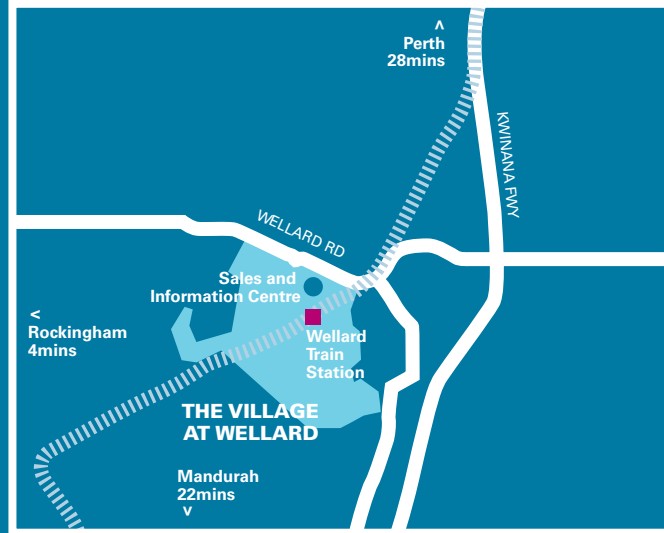 ^
Perth
28mins
KWINANA FWY
WELLARD RD
Sales and
Information Centre
<
Rockingham
4mins
Wellard
Train
Station
THE VILLAGE
AT WELLARD
Mandurah
22mins
v